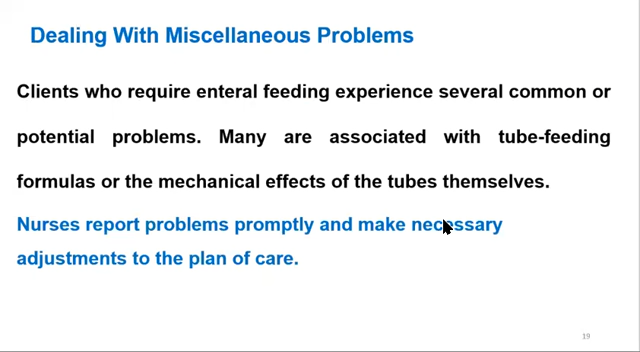 Dealing With Miscellaneous Problems
Clients who require enteral feeding experience several common or
potential problems. Many are associated with tube-feeding
formulas or the mechanical effects of the tubes themselves.
Nurses report problems promptly and make necessary
adjustments to the plan of care.
19